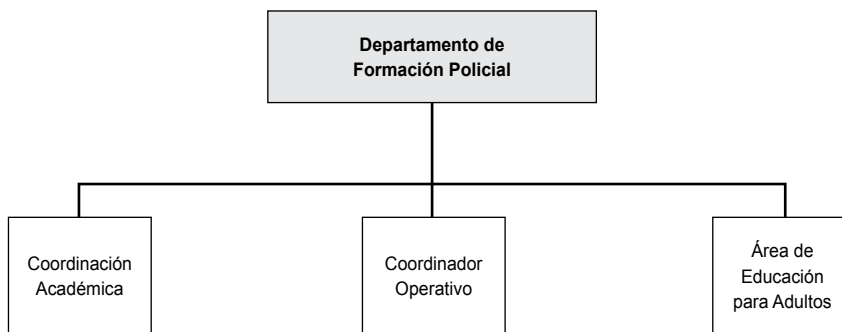 Departamento de
Formación Policial
Coordinación
Académica
Coordinador
Operativo
Área de
Educación
para Adultos